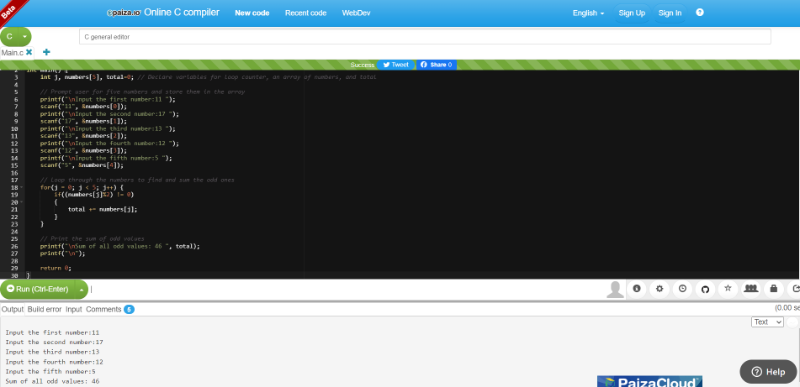 Beta
@paiza.io Online C compiler New code Recent code WebDev English Sign Up Sign In
C C general editor
Main.c
Success Tweet Share 0
2 int main() {
3 int j, numbers[5], total=0; // Declare variables for loop counter, an array of numbers, and total
4
5 // Prompt user for five numbers and store them in the array
6 printf("\nInput the first number:11 ");
7 scanf("11", &numbers[0]);
8 printf("\nInput the second number:17 ");
9 scanf("17", &numbers[1]);
10 printf("\nInput the third number:13 ");
11 scanf("13", &numbers[2]);
12 printf("\nInput the fourth number:12 ");
13 scanf("12", &numbers[3]);
14 printf("\nInput the fifth number:5 ");
15 scanf("5", &numbers[4]);
16
17 // Loop through the numbers to find and sum the odd ones
18 for(j = 0; j < 5; j++) {
19 if((numbers[j]%2) != 0)
20 {
21 total += numbers[j];
22 }
23 }
24
25 // Print the sum of odd values
26 printf("\nSum of all odd values: 46 ", total);
27 printf("\n");
28
29 return 0;
30 }
Run (Ctrl-Enter)
Output Build error Input Comments 6 (0.00 se
Text
Input the first number:11
Input the second number:17
Input the third number:13
Input the fourth number:12
Input the fifth number:5
Sum of all odd values: 46
PaizaCloud
Help